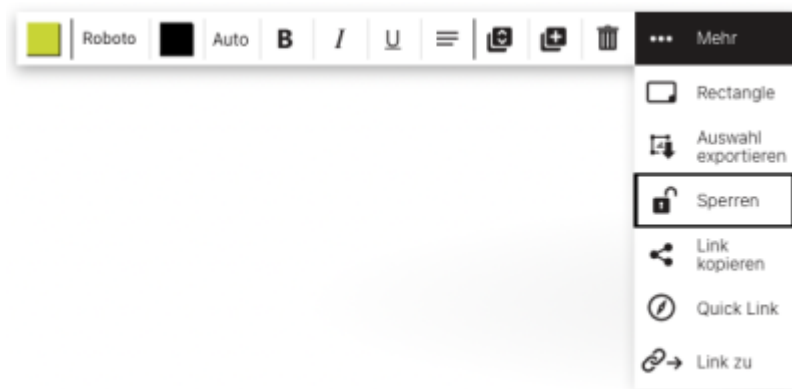 Roboto
Auto
B
I
U
Mehr
Rectangle
Auswahl
exportieren
Sperren
Link
kopieren
Quick Link
Link zu